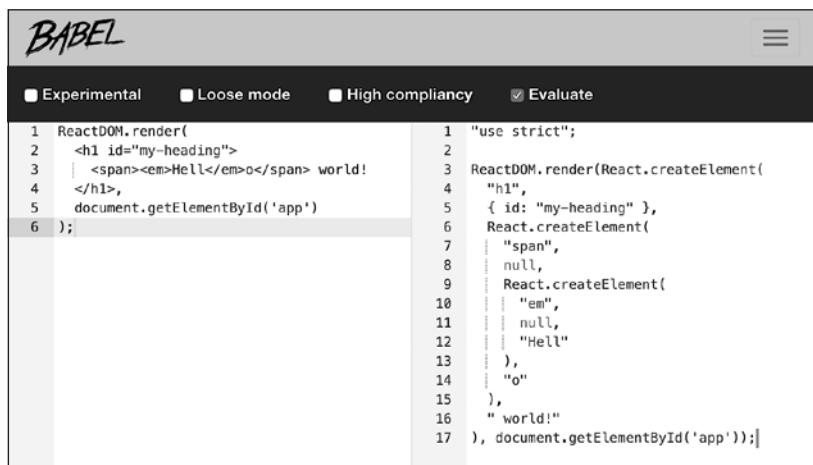 BABEL
Experimental Loose mode High compliancy Evaluate
1 ReactDOM.render(
2 <h1 id="my-heading">
3 <span><em>Hell</em>o</span> world!
4 </h1>,
5 document.getElementById('app')
6 );
1 "use strict";
2
3 ReactDOM.render(React.createElement(
4 "h1",
5 { id: "my-heading" },
6 React.createElement(
7 "span",
8 null,
9 React.createElement(
10 "em",
11 null,
12 "Hell"
13 ),
14 "o"
15 ),
16 " world!"
17 ), document.getElementById('app'));